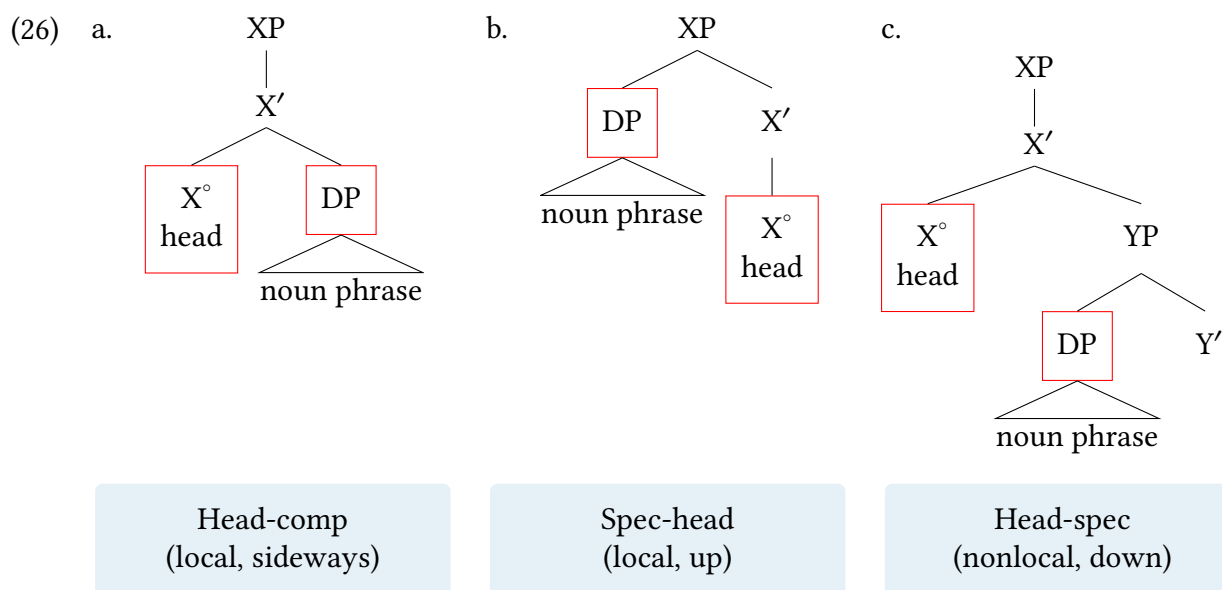 (26) a. XP b. XP c.
XP
X′
DP X′
X′
X° DP
head
X° YP
head
noun phrase
X°
head
noun phrase
DP Y′
noun phrase
Head-comp
(local, sideways)
Spec-head
(local, up)
Head-spec
(nonlocal, down)